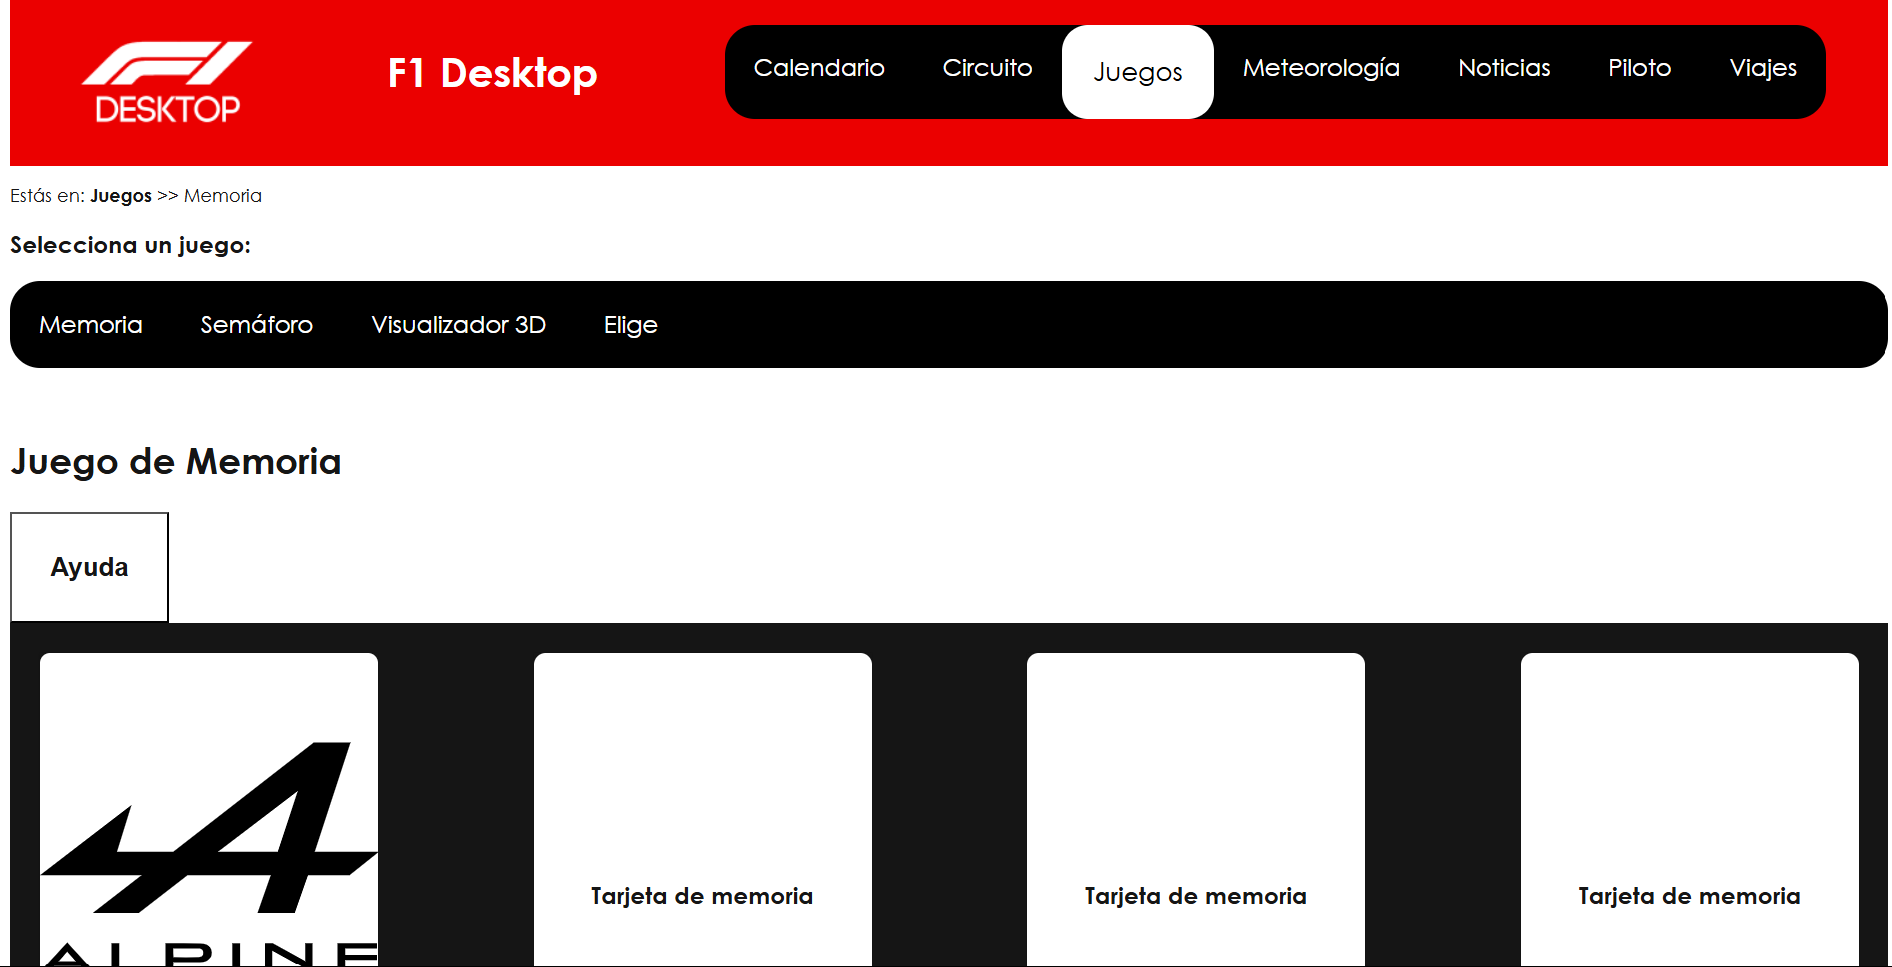 DESKTOP
F1 Desktop
Calendario Circuito Juegos Meteorología Noticias Piloto Viajes
Estás en: Juegos >> Memoria
Selecciona un juego:
Memoria Semáforo Visualizador 3D Elige
Juego de Memoria
Ayuda
Tarjeta de memoria Tarjeta de memoria Tarjeta de memoria
ALPINE